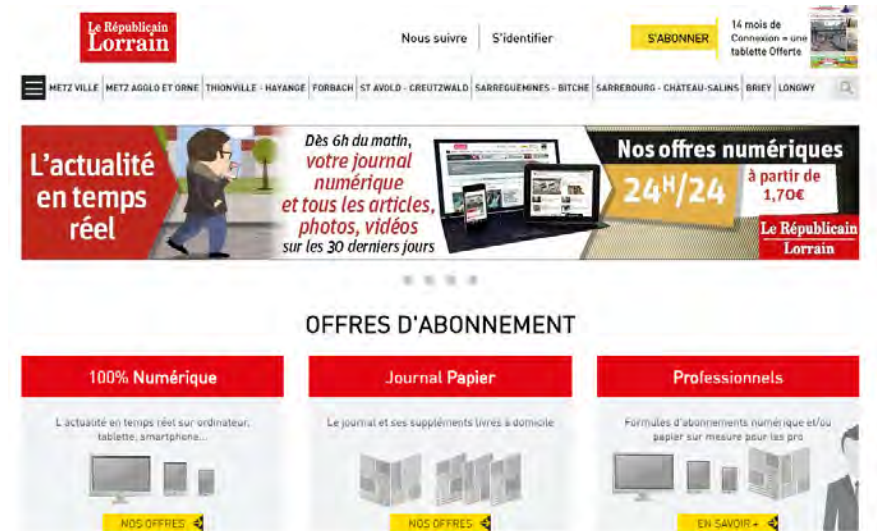 Le Républicain
Lorrain
Nous suivre
S'identifier
S'ABONNER
14 mois de
Connexion = une
tablette Offerte
METZ VILLE
METZ AGGLO ET ORNE
THIONVILLE - HAYANGE
FORBACH
ST AVOLD - CREUTZWALD
SARREGUEMINES - BITCHE
SARREBOURG - CHÂTEAU-SALINS
BRIEY
LONGWY
L'actualité
en temps
réel
Dès 6h du matin,
votre journal
numérique
et tous les articles,
photos, vidéos
sur les 30 derniers jours
Nos offres numériques
24H/24
à partir de
1,70€
Le Républicain
Lorrain
OFFRES D'ABONNEMENT
100% Numérique
L'actualité en temps réel sur ordinateur,
tablette, smartphone...
NOS OFFRES
Journal Papier
Le journal et ses suppléments livrés à domicile
NOS OFFRES
Professionnels
Formules d'abonnements numérique et/ou
papier sur mesure pour les pro
EN SAVOIR +